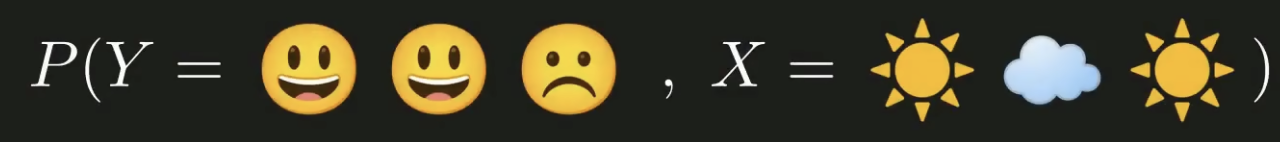 P(Y = 😃 😃 ☹️ , X = ☀️ ☁️ ☀️ )